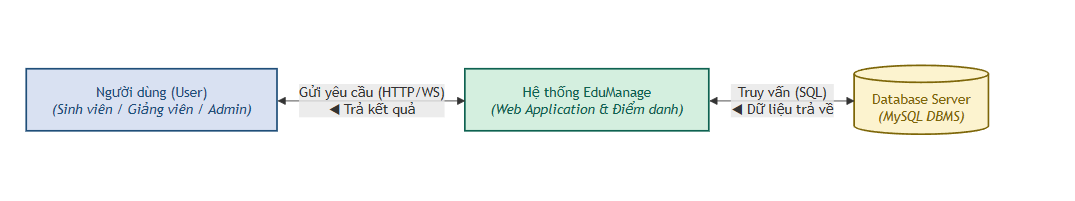 Người dùng (User)
(Sinh viên / Giảng viên / Admin)
Gửi yêu cầu (HTTP/WS)
◀ Trả kết quả
Hệ thống EduManage
(Web Application & Điểm danh)
Truy vấn (SQL)
◀ Dữ liệu trả về
Database Server
(MySQL DBMS)